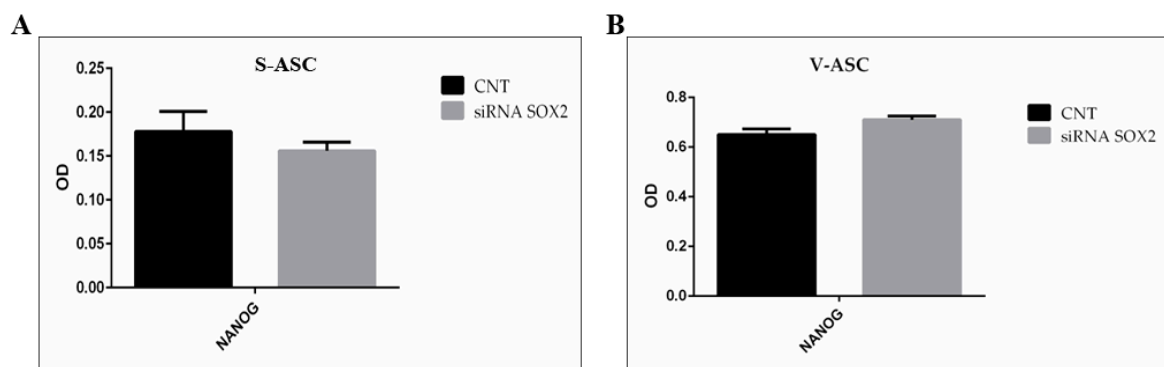 A
S-ASC
0.25
0.20
0.15
0.10
0.05
0.00
OD
NANOG
CNT
siRNA SOX2
B
V-ASC
0.8
0.6
0.4
0.2
0.0
OD
NANOG
CNT
siRNA SOX2